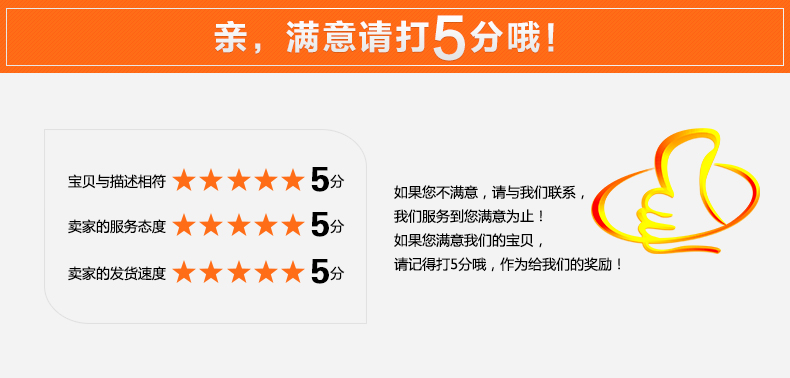 亲，满意请打5分哦!
宝贝与描述相符 5分
卖家的服务态度 5分
卖家的发货速度 5分
如果您不满意，请与我们联系，
我们服务到您满意为止！
如果您满意我们的宝贝，
请记得打5分哦，作为给我们的奖励！